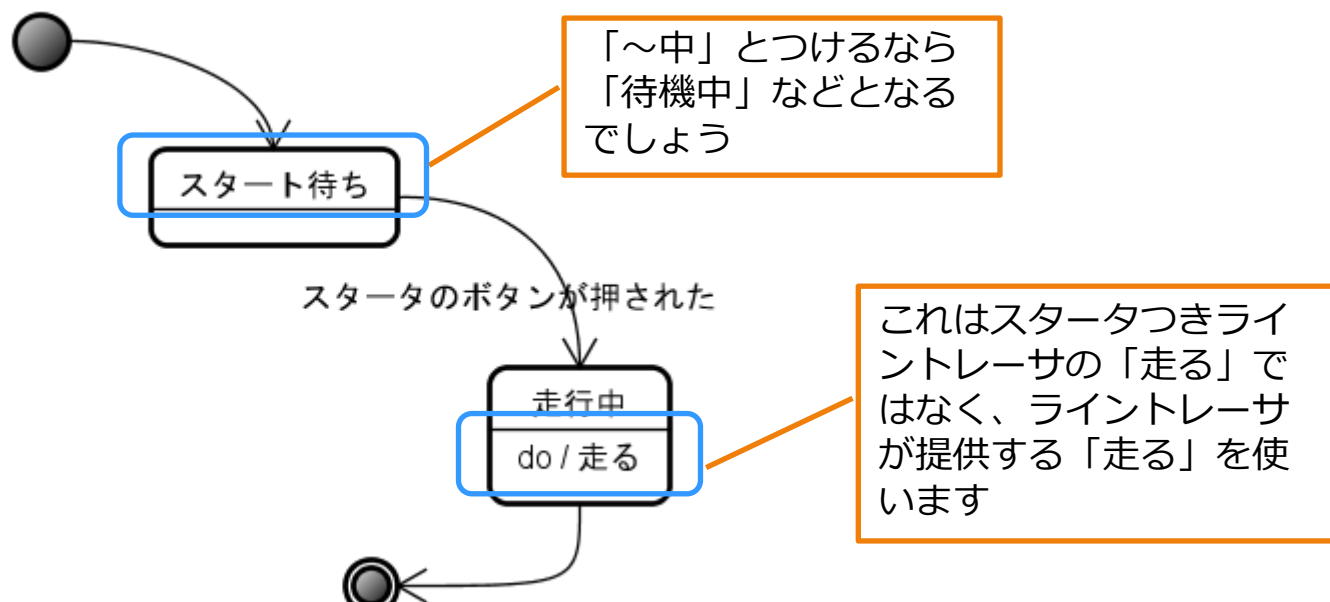 「～中」とつけるなら
「待機中」などとなる
でしょう
スタート待ち
スタータのボタンが押された
これはスタータつきライ
ントレーサの「走る」で
はなく、ライントレーサ
が提供する「走る」を使
います
走行中
do / 走る